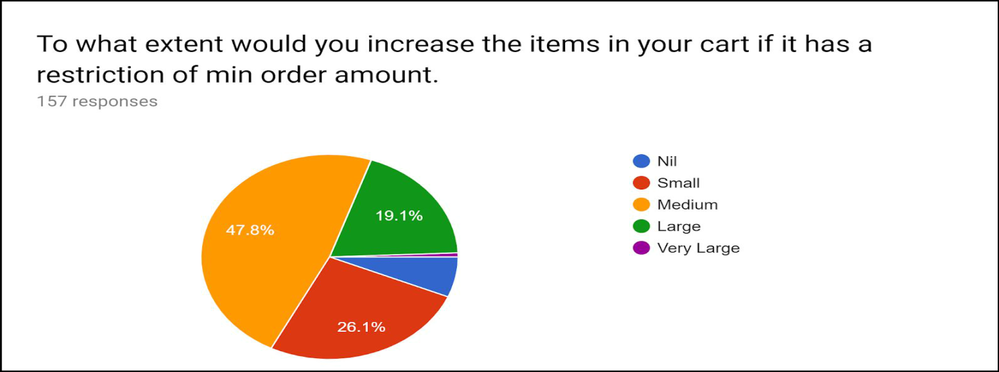 To what extent would you increase the items in your cart if it has a
restriction of min order amount.
157 responses
Nil
Small
Medium
Large
Very Large
19.1%
47.8%
26.1%